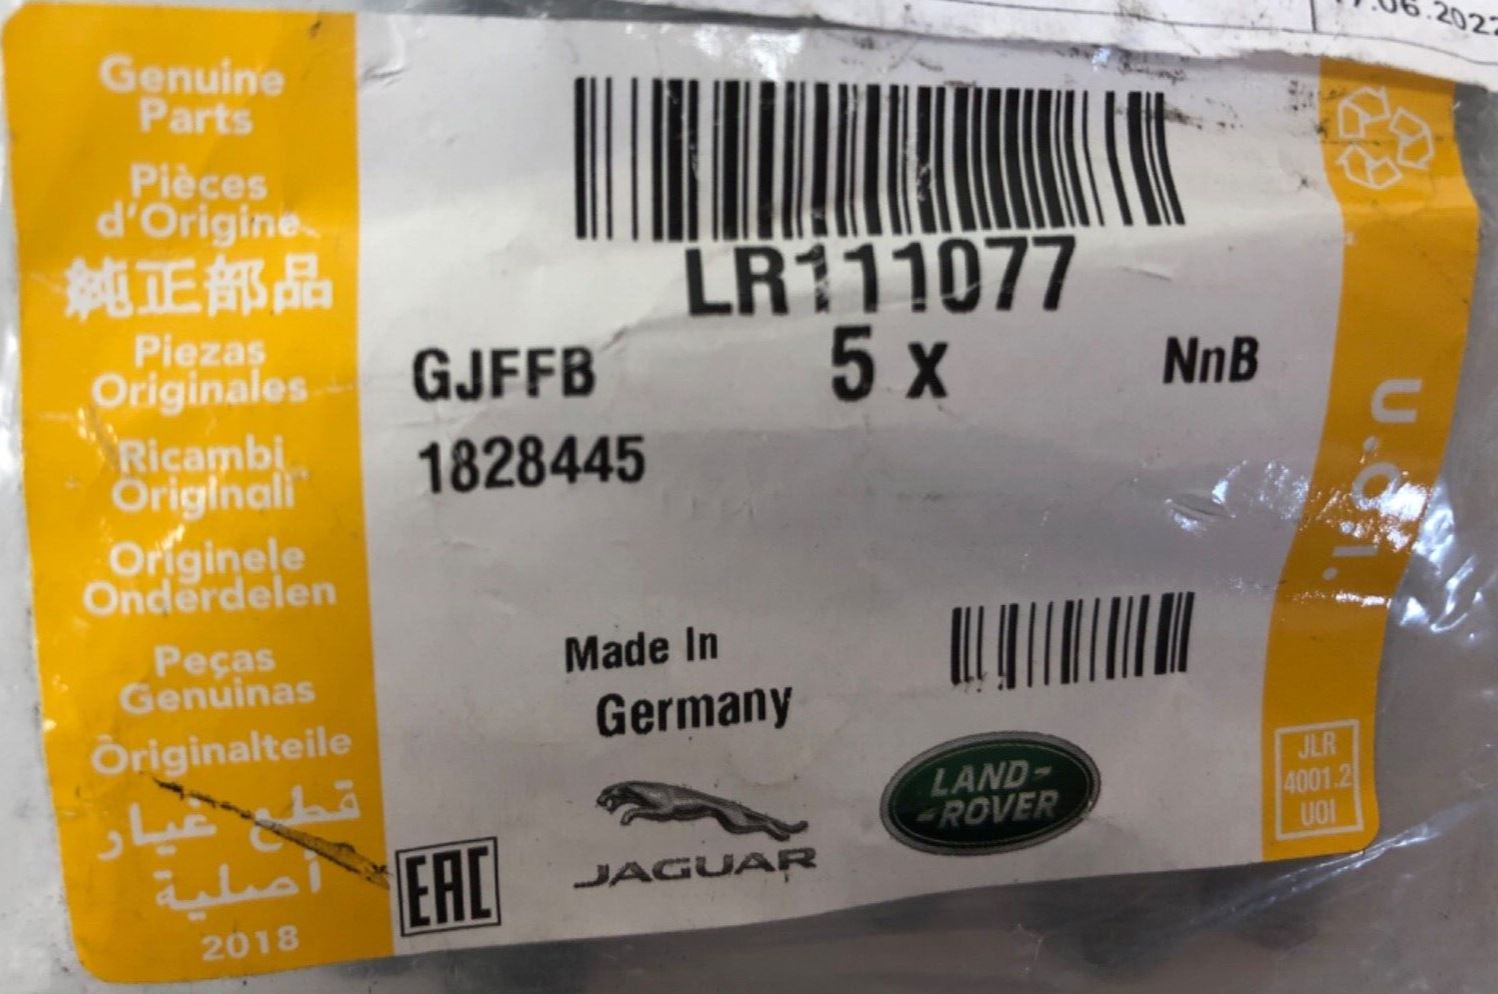 .06.2022
Genuine
Parts
Pièces
d'Origine
純正部品
Piezas
Originales
Ricambi
Originali
Originele
Onderdelen
Peças
Genuinas
Originalteile
قطع غيار
أصلية
2018
LR111077
GJFFB 5 x NnB
1828445
Made In
Germany
EAC
JAGUAR
LAND-
-ROVER
U.O.I.
JLR
4001.2
UOI